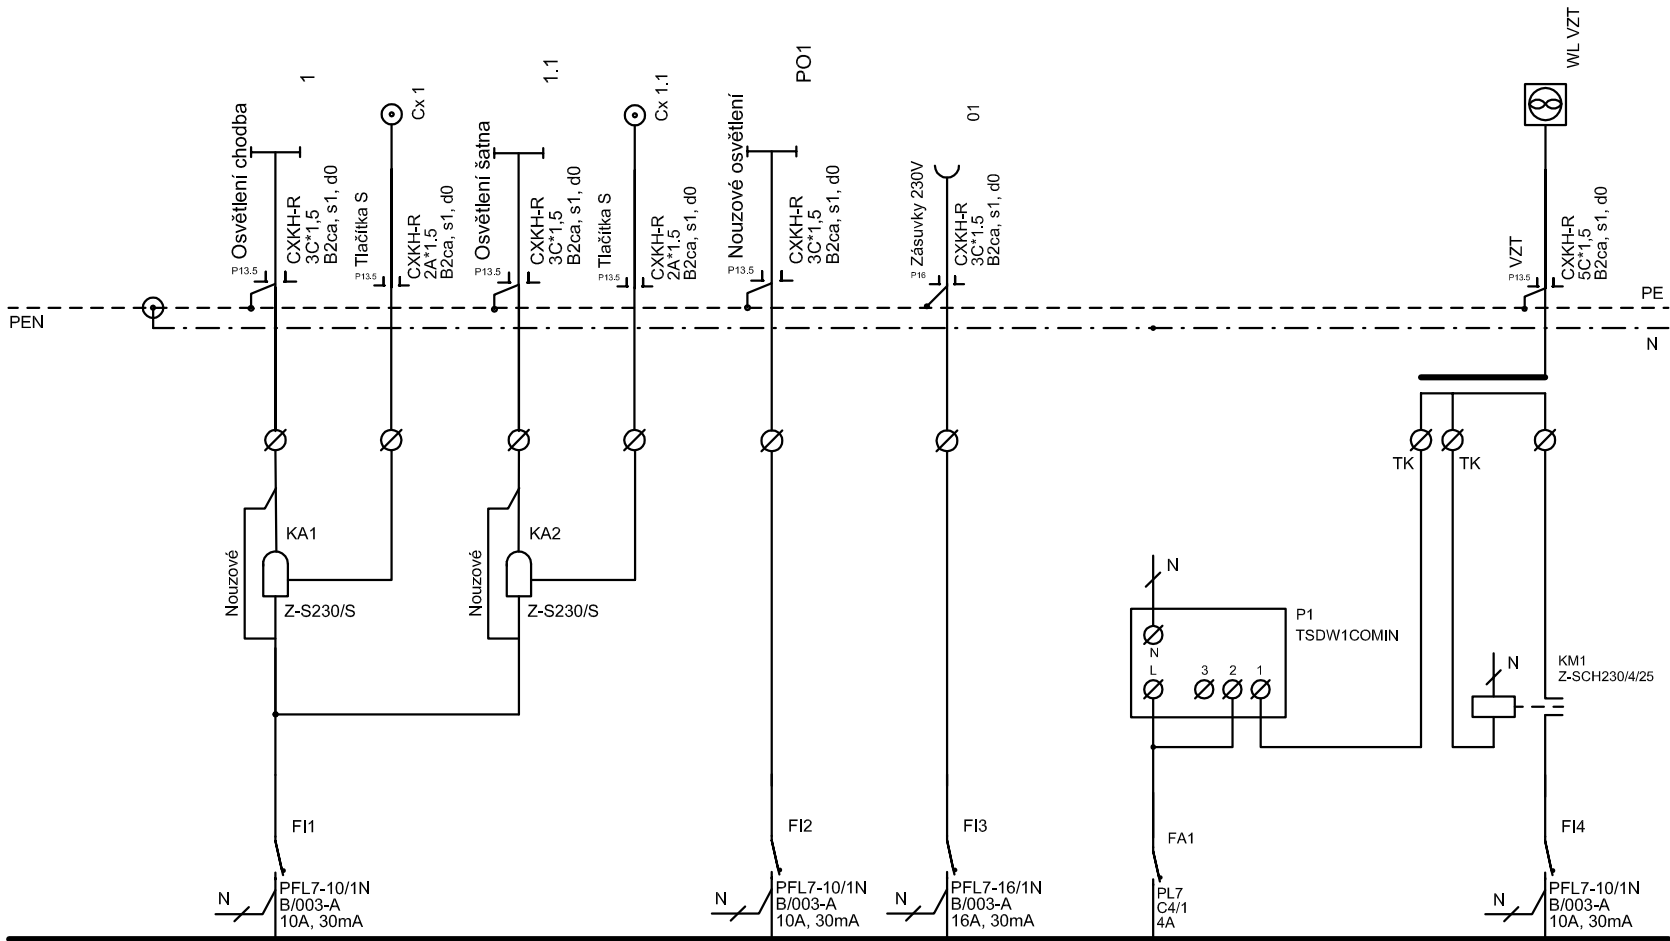 Osvětlení chodba
1
P13.5
CXKH-R
3C*1,5
B2ca, s1, d0
Tlačítka S
Cx 1
P13.5
CXKH-R
2A*1.5
B2ca, s1, d0
Osvětlení šatna
1.1
P13.5
CXKH-R
3C*1,5
B2ca, s1, d0
Tlačítka S
Cx 1.1
P13.5
CXKH-R
2A*1.5
B2ca, s1, d0
Nouzové osvětlení
PO1
P13.5
CXKH-R
3C*1,5
B2ca, s1, d0
Zásuvky 230V
01
P16
CXKH-R
3C*1.5
B2ca, s1, d0
VZT
WL VZT
P13.5
CXKH-R
5C*1,5
B2ca, s1, d0
PEN
PE
N
TK
TK
Nouzové
KA1
Z-S230/S
Nouzové
KA2
Z-S230/S
N
P1
TSDW1COMIN
N
L
3
2
1
N
KM1
Z-SCH230/4/25
FI1
N
PFL7-10/1N
B/003-A
10A, 30mA
FI2
N
PFL7-10/1N
B/003-A
10A, 30mA
FI3
N
PFL7-16/1N
B/003-A
16A, 30mA
FA1
PL7
C4/1
4A
FI4
N
PFL7-10/1N
B/003-A
10A, 30mA